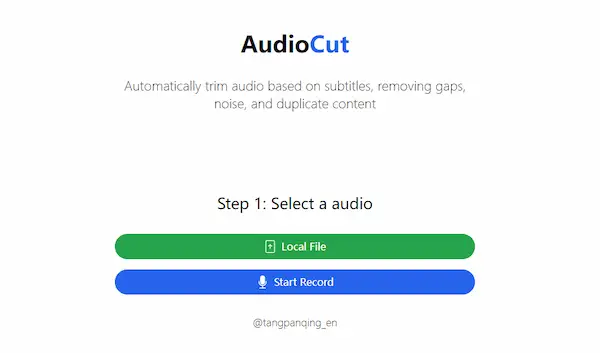 AudioCut
Automatically trim audio based on subtitles, removing gaps,
noise, and duplicate content
Step 1: Select a audio
Local File
Start Record
@tangpanqing_en